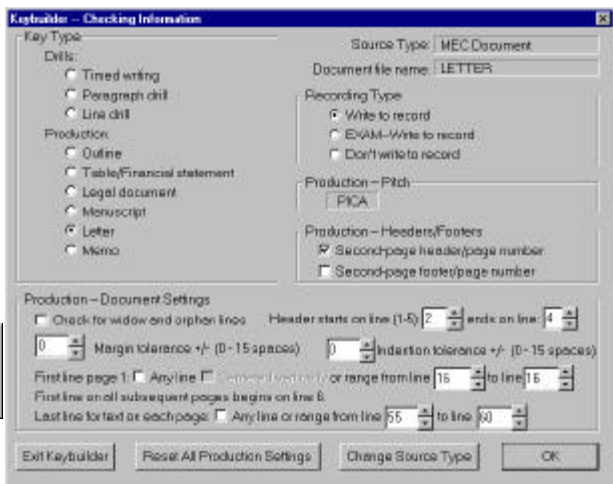 Keybuilder -- Checking Information
Key Type
Drills:
Timed writing
Paragraph drill
Line drill
Production:
Outline
Table/Financial statement
Legal document
Manuscript
Letter
Memo
Source Type: MEC Document
Document file name: LETTER
Recording Type
Write to record
EXAM--Write to record
Don't write to record
Production -- Pitch
PICA
Production -- Headers/Footers
Second-page header/page number
Second-page footer/page number
Production -- Document Settings
Check for widow and orphan lines Header starts on line (1-5): 2 ends on line: 4
0 Margin tolerance +/- (0 - 15 spaces) 0 Indention tolerance +/- (0 - 15 spaces)
First line page 1: Any line Centered vertically or range from line 16 to line 16
First line on all subsequent pages begins on line 6.
Last line for text on each page: Any line or range from line 55 to line 60
Exit Keybuilder Reset All Production Settings Change Source Type OK